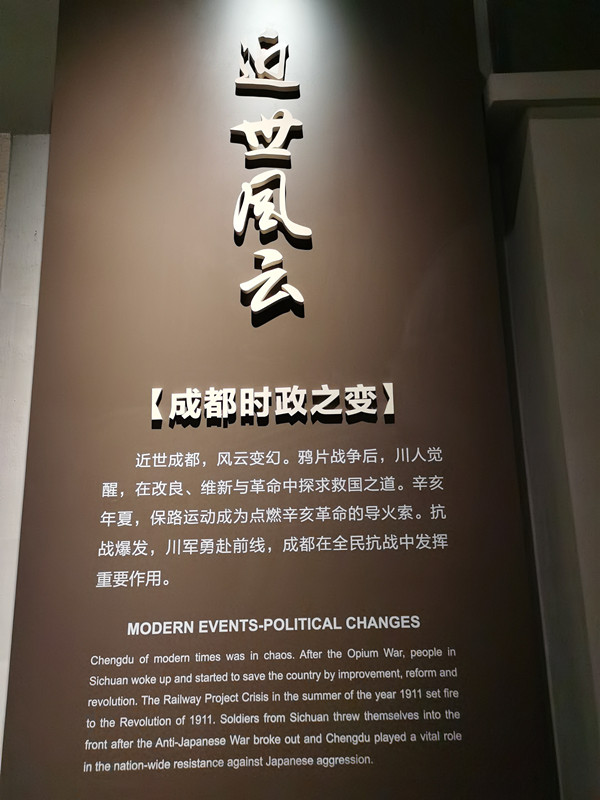 近世风云
【成都时政之变】
近世成都，风云变幻。鸦片战争后，川人觉
醒，在改良、维新与革命中探求救国之道。辛亥
年夏，保路运动成为点燃辛亥革命的导火索。抗
战爆发，川军勇赴前线，成都在全民抗战中发挥
重要作用。
MODERN EVENTS-POLITICAL CHANGES
Chengdu of modern times was in chaos. After the Opium War, people in
Sichuan woke up and started to save the country by improvement, reform and
revolution. The Railway Project Crisis in the summer of the year 1911 set fire
to the Revolution of 1911. Soldiers from Sichuan threw themselves into the
front after the Anti-Japanese War broke out and Chengdu played a vital role
in the nation-wide resistance against Japanese aggression.